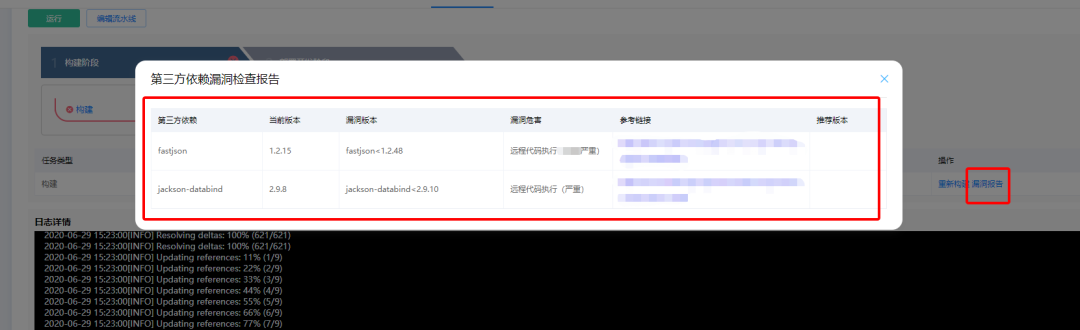 运行 编辑流水线
1 构建阶段
第三方依赖漏洞检查报告
构建
第三方依赖 当前版本 漏洞版本 漏洞危害 参考链接 推荐版本
fastjson 1.2.15 fastjson<1.2.48 远程代码执行 严重)
jackson-databind 2.9.8 jackson-databind<2.9.10 远程代码执行（严重）
任务类型 操作
构建 重新构建 漏洞报告
日志详情
2020-06-29 15:23:00[INFO] Resolving deltas: 100% (621/621)
2020-06-29 15:23:00[INFO] Resolving deltas: 100% (621/621)
2020-06-29 15:23:00[INFO] Updating references: 11% (1/9)
2020-06-29 15:23:00[INFO] Updating references: 22% (2/9)
2020-06-29 15:23:00[INFO] Updating references: 33% (3/9)
2020-06-29 15:23:00[INFO] Updating references: 44% (4/9)
2020-06-29 15:23:00[INFO] Updating references: 55% (5/9)
2020-06-29 15:23:00[INFO] Updating references: 66% (6/9)
2020-06-29 15:23:00[INFO] Updating references: 77% (7/9)